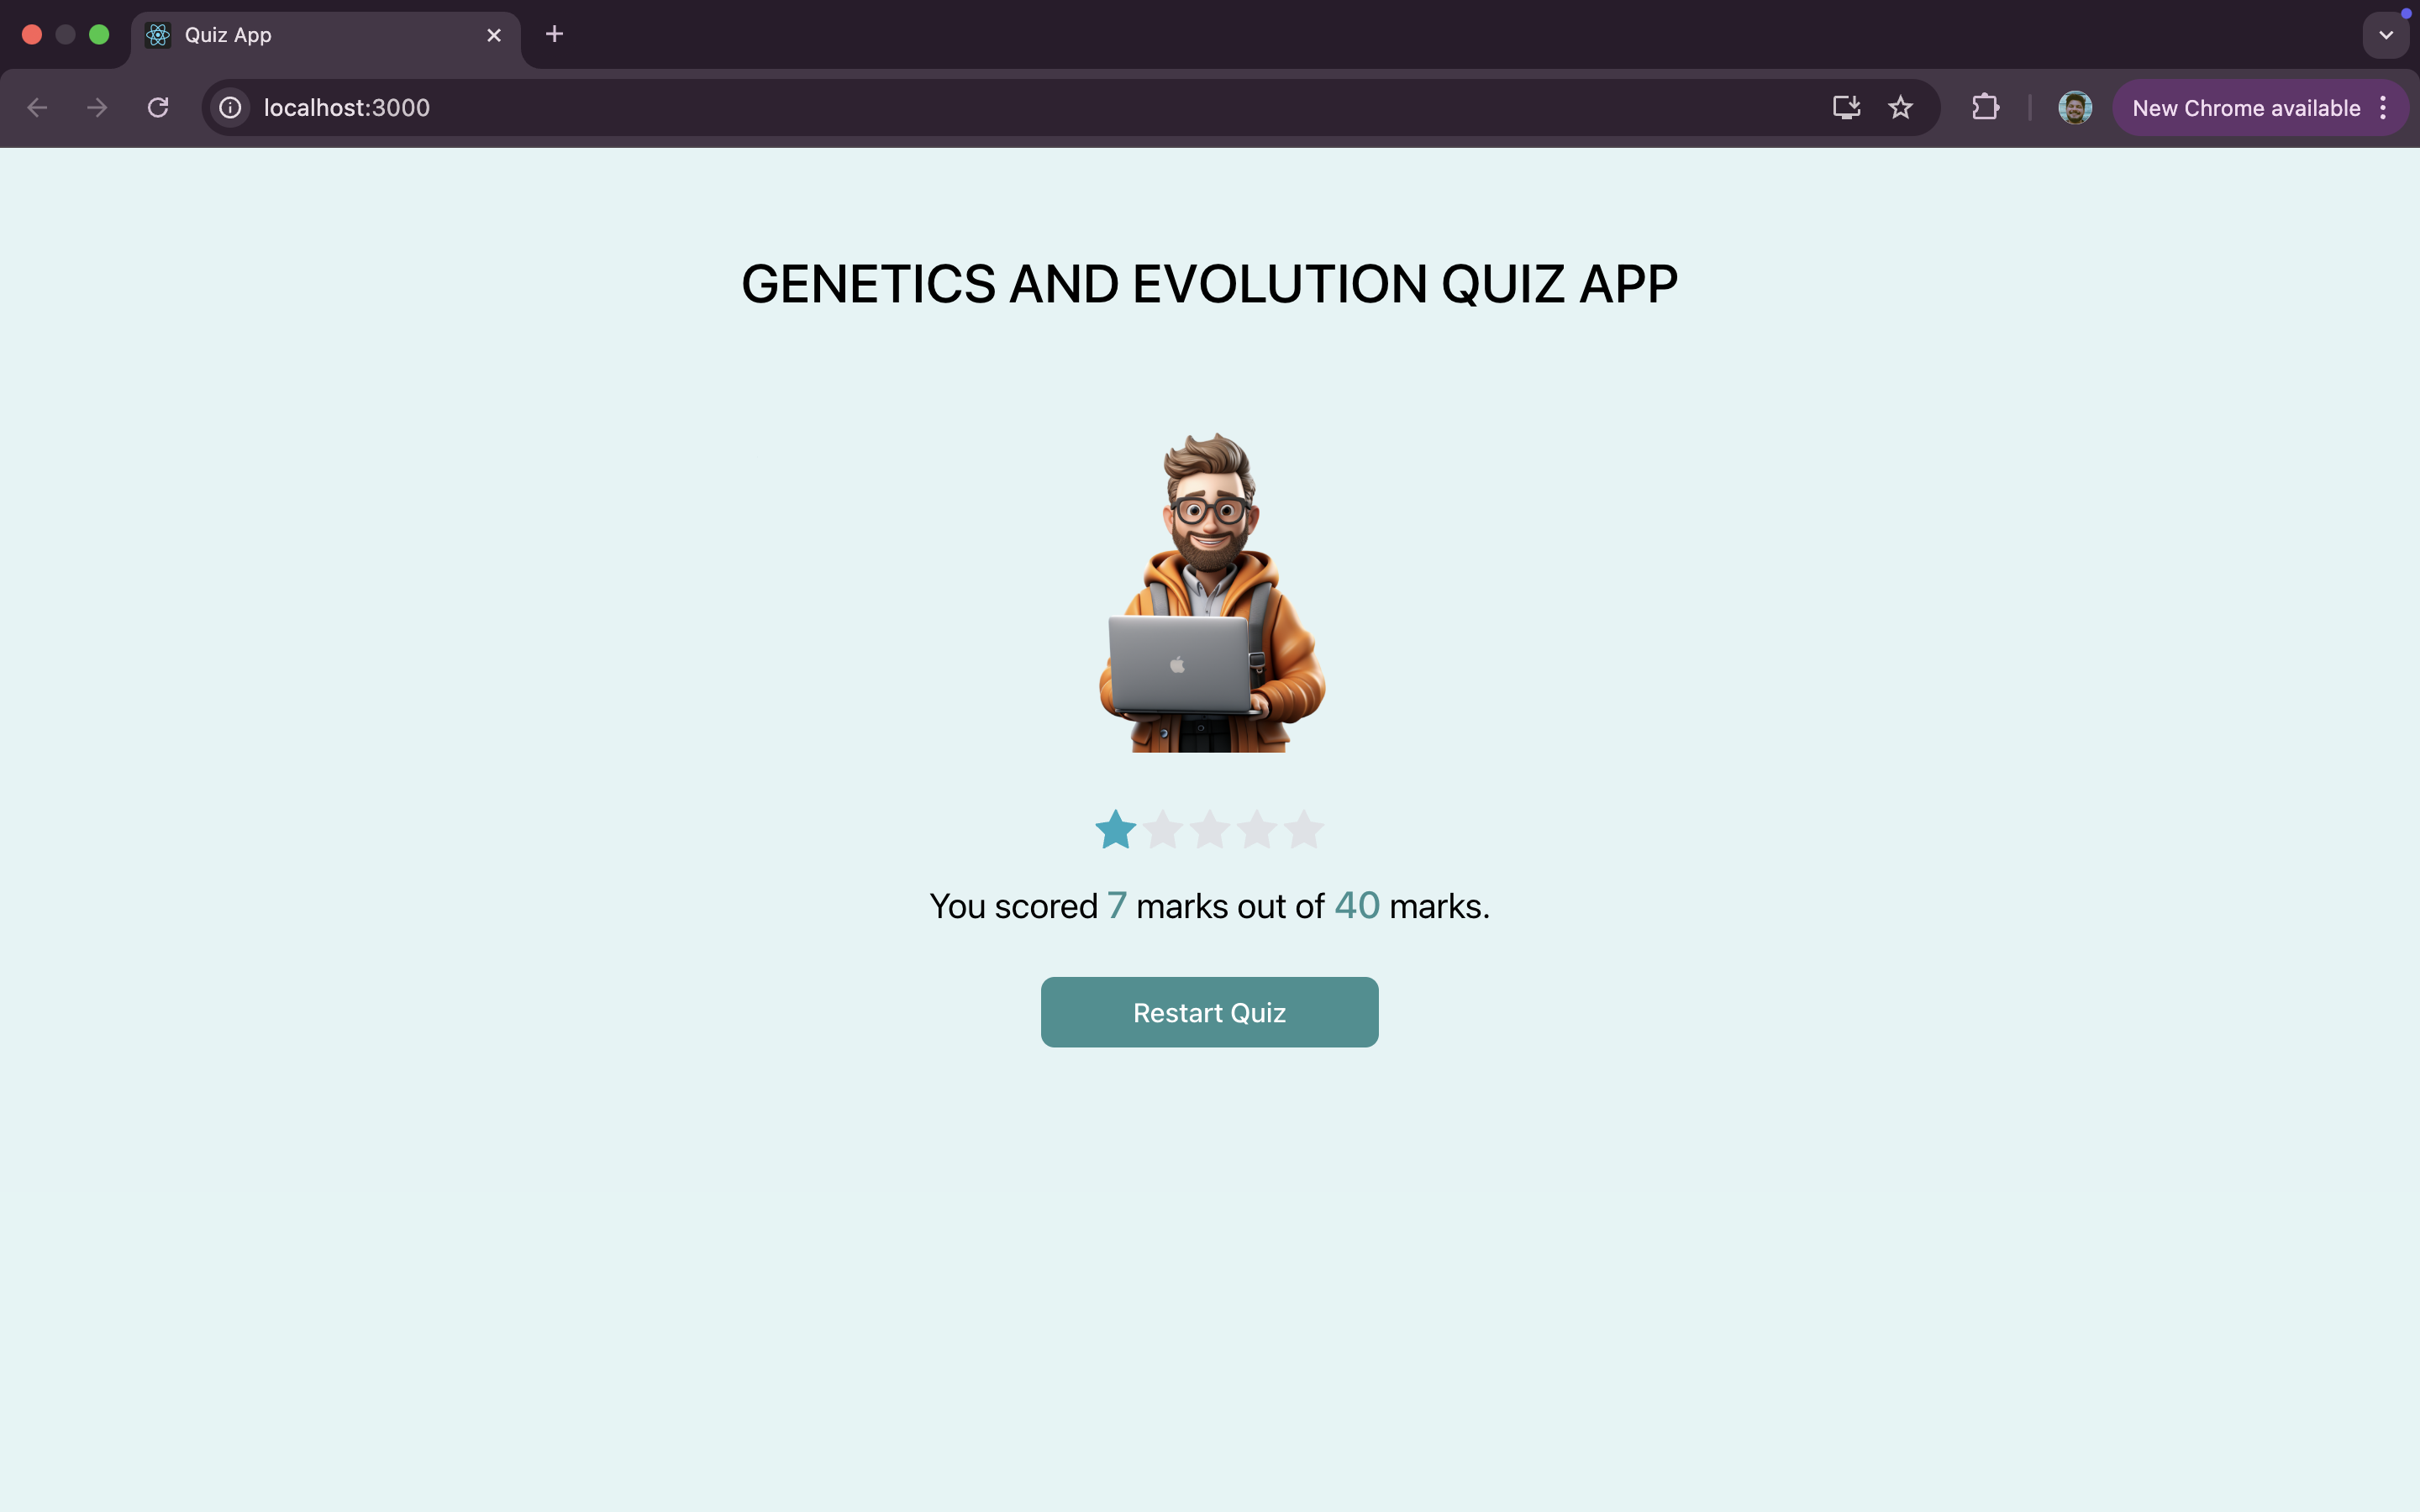 Quiz App
localhost:3000
New Chrome available
GENETICS AND EVOLUTION QUIZ APP
You scored 7 marks out of 40 marks.
Restart Quiz